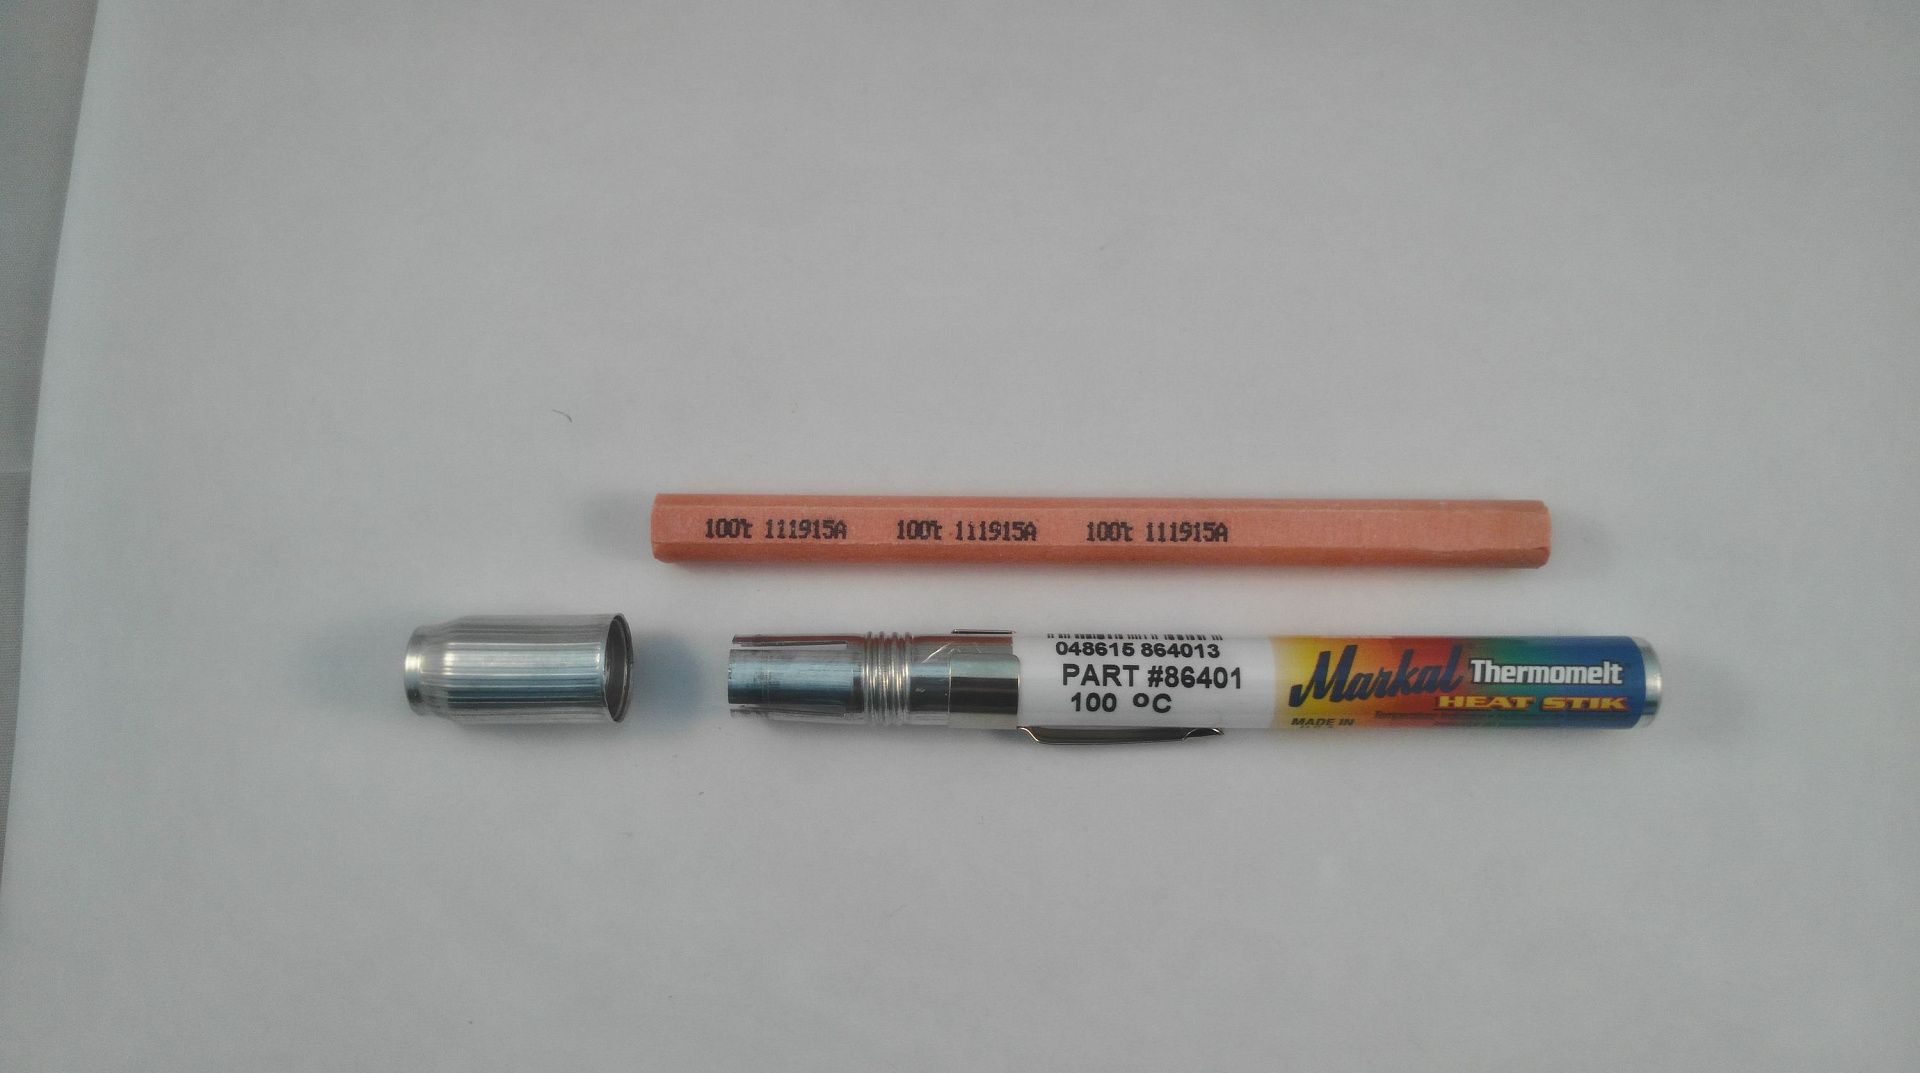 100℃ 111915A 100℃ 111915A 100℃ 111915A
048615 864013
PART #86401
100 °C
Markal Thermomelt
HEAT STIK
MADE IN